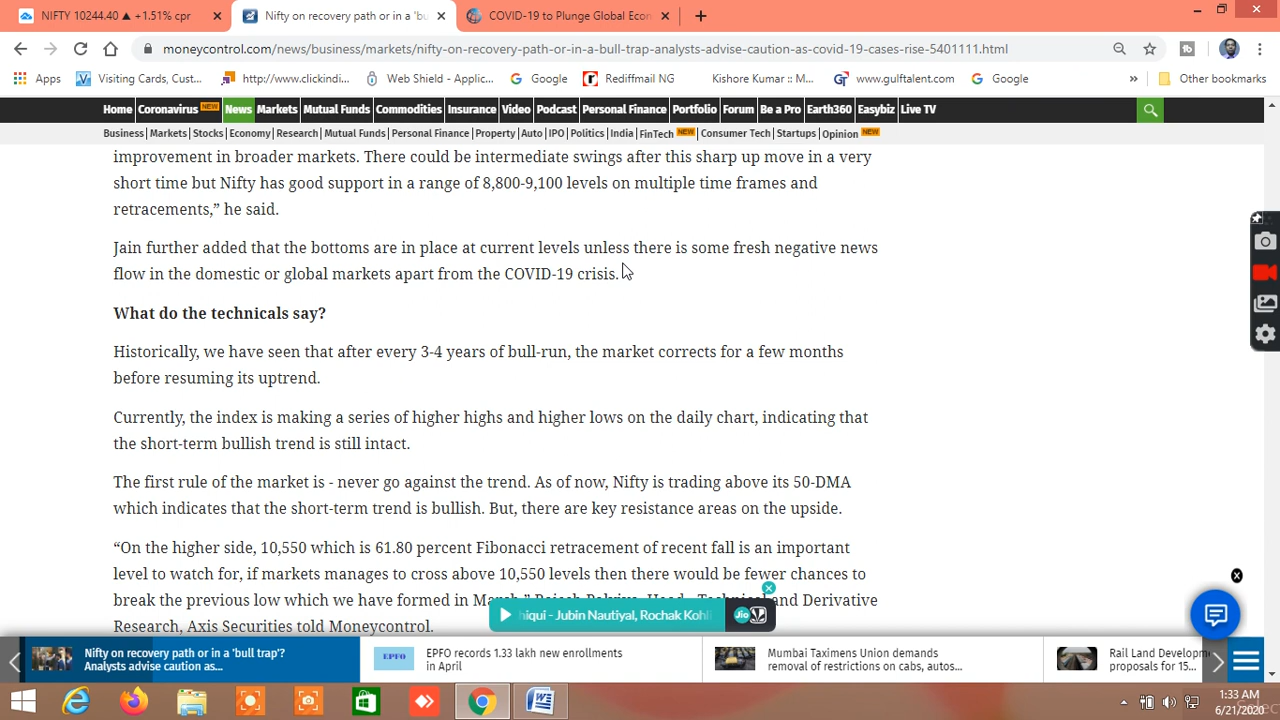 NIFTY 10244.40 ▲ +1.51% cpr
Nifty on recovery path or in a 'bu
COVID-19 to Plunge Global Econ
moneycontrol.com/news/business/markets/nifty-on-recovery-path-or-in-a-bull-trap-analysts-advise-caution-as-covid-19-cases-rise-5401111.html
Apps
Visiting Cards, Cust...
http://www.clickindi...
Web Shield - Applic...
Google
Rediffmail NG
Kishore Kumar :: M...
www.gulftalent.com
Google
»
Other bookmarks
Home Coronavirus NEW News Markets Mutual Funds Commodities Insurance Video Podcast Personal Finance Portfolio Forum Be a Pro Earth360 Easybiz Live TV
Business | Markets | Stocks | Economy | Research | Mutual Funds | Personal Finance | Property | Auto | IPO | Politics | India | FinTech NEW | Consumer Tech | Startups | Opinion NEW
improvement in broader markets. There could be intermediate swings after this sharp up move in a very
short time but Nifty has good support in a range of 8,800-9,100 levels on multiple time frames and
retracements,” he said.
Jain further added that the bottoms are in place at current levels unless there is some fresh negative news
flow in the domestic or global markets apart from the COVID-19 crisis.
What do the technicals say?
Historically, we have seen that after every 3-4 years of bull-run, the market corrects for a few months
before resuming its uptrend.
Currently, the index is making a series of higher highs and higher lows on the daily chart, indicating that
the short-term bullish trend is still intact.
The first rule of the market is - never go against the trend. As of now, Nifty is trading above its 50-DMA
which indicates that the short-term trend is bullish. But, there are key resistance areas on the upside.
“On the higher side, 10,550 which is 61.80 percent Fibonacci retracement of recent fall is an important
level to watch for, if markets manages to cross above 10,550 levels then there would be fewer chances to
break the previous low which we have formed in and Derivative
Research, Axis Securities told Moneycontrol.
hiqui - Jubin Nautiyal, Rochak Kohli
Jio
Nifty on recovery path or in a 'bull trap'?
Analysts advise caution as...
EPFO
EPFO records 1.33 lakh new enrollments
in April
Mumbai Taximens Union demands
removal of restrictions on cabs, autos...
Rail Land Developm
proposals for 15...
1:33 AM
6/21/2020